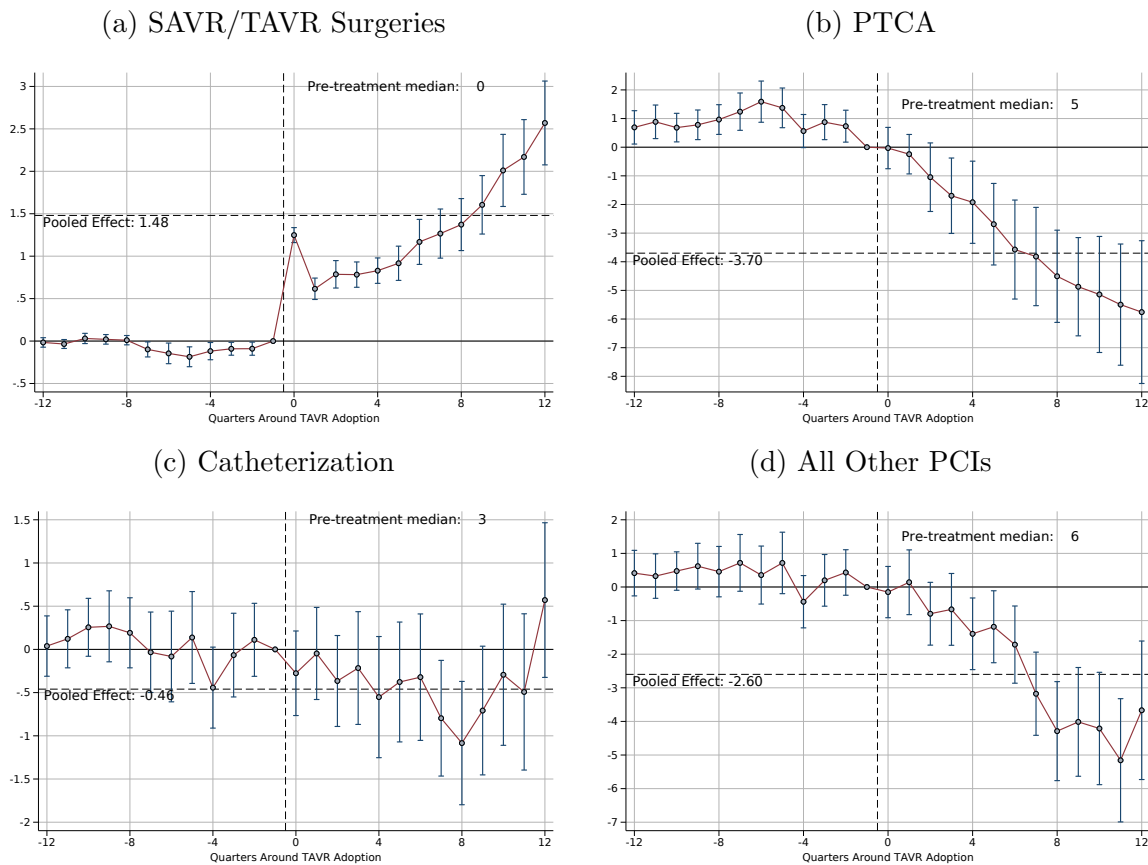 (a) SAVR/TAVR Surgeries
Pre-treatment median: 0
3
2.5
2
1.5
Pooled Effect: 1.48
1
.5
0
-.5
-12 -8 -4 0 4 8 12
Quarters Around TAVR Adoption
(b) PTCA
Pre-treatment median: 5
2
1
0
-1
-2
-3
-4
Pooled Effect: -3.70
-5
-6
-7
-8
-12 -8 -4 0 4 8 12
Quarters Around TAVR Adoption
(c) Catheterization
Pre-treatment median: 3
1.5
1
.5
0
-.5
Pooled Effect: -0.46
-1
-1.5
-2
-12 -8 -4 0 4 8 12
Quarters Around TAVR Adoption
(d) All Other PCIs
Pre-treatment median: 6
2
1
0
-1
-2
Pooled Effect: -2.60
-3
-4
-5
-6
-7
-12 -8 -4 0 4 8 12
Quarters Around TAVR Adoption